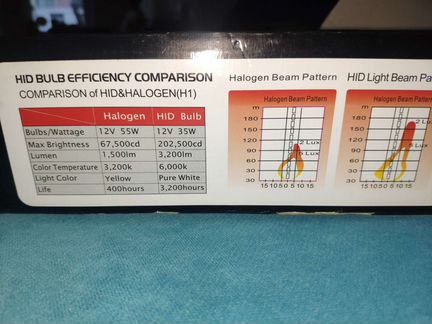 HID BULB EFFICIENCY COMPARISON
COMPARISON of HID&HALOGEN(H1)
Halogen HID Bulb
Bulbs/Wattage 12V 55W 12V 35W
Max Brightness 67,500cd 202,500cd
Lumen 1,500lm 3,200lm
Color Temperature 3,200k 6,000k
Light Color Yellow Pure White
Life 400hours 3,200hours
Halogen Beam Pattern
Halogen Beam Pattern
m
180
150
120
90
60
30
2 Lux
5 Lux
15 10 5 0 5 10 15
HID Light Beam Pa
Halogen Beam Pattern
m
180
150
120
90
60
30
2 Lux
5 Lux
15 10 5 0 5 10 15